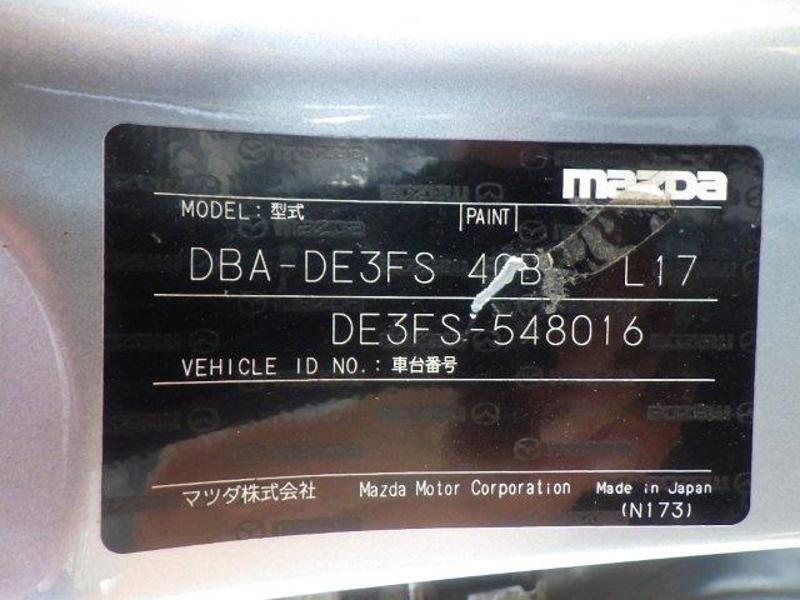 mazda
MODEL: 型式 PAINT
DBA-DE3FS L17
DE3FS-548016
VEHICLE ID NO.: 車台番号
マツダ株式会社 Mazda Motor Corporation Made in Japan
(N173)